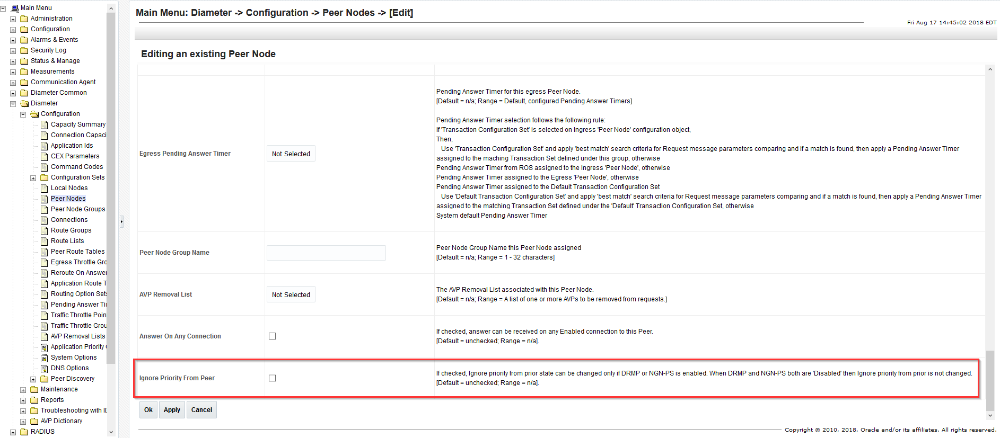 Main Menu
Administration
Configuration
Alarms & Events
Security Log
Status & Manage
Measurements
Communication Agent
Diameter Common
Diameter
Configuration
Capacity Summary
Connection Capaci
Application Ids
CEX Parameters
Command Codes
Configuration Sets
Local Nodes
Peer Nodes
Peer Node Groups
Connections
Route Groups
Route Lists
Peer Route Tables
Egress Throttle Gro
Reroute On Answer
Application Route T
Routing Option Sets
Pending Answer Ti
Traffic Throttle Poin
Traffic Throttle Grou
AVP Removal Lists
Application Priority
System Options
DNS Options
Peer Discovery
Maintenance
Reports
Troubleshooting with I
AVP Dictionary
RADIUS
Main Menu: Diameter -> Configuration -> Peer Nodes -> [Edit]
Fri Aug 17 14:45:02 2018 EDT
Editing an existing Peer Node
Egress Pending Answer Timer
Not Selected
Pending Answer Timer for this egress Peer Node.
[Default = n/a; Range = Default, configured Pending Answer Timers]
Pending Answer Timer selection follows the following rule:
If 'Transaction Configuration Set' is selected on Ingress 'Peer Node' configuration object,
Then,
Use 'Transaction Configuration Set' and apply 'best match' search criteria for Request message parameters comparing and if a match is found, then apply a Pending Answer Timer
assigned to the maching Transaction Set defined under this group, otherwise
Pending Answer Timer from ROS assigned to the Ingress 'Peer Node', otherwise
Pending Answer Timer assigned to the Egress 'Peer Node', otherwise
Pending Answer Timer assigned to the Default Transaction Configuration Set
Use 'Default Transaction Configuration Set' and apply 'best match' search criteria for Request message parameters comparing and if a match is found, then apply a Pending Answer Timer
assigned to the matching Transaction Set defined under the 'Default' Transaction Configuration Set, otherwise
System default Pending Answer Timer
Peer Node Group Name
Peer Node Group Name this Peer Node assigned
[Default = n/a; Range = 1 - 32 characters]
AVP Removal List
Not Selected
The AVP Removal List associated with this Peer Node.
[Default = n/a; Range = A list of one or more AVPs to be removed from requests.]
Answer On Any Connection
If checked, answer can be received on any Enabled connection to this Peer.
[Default = unchecked; Range = n/a].
Ignore Priority From Peer
If checked, Ignore priority from prior state can be changed only if DRMP or NGN-PS is enabled. When DRMP and NGN-PS both are 'Disabled' then Ignore priority from prior is not changed.
[Default = unchecked; Range = n/a].
Ok Apply Cancel
Copyright © 2010, 2018, Oracle and/or its affiliates. All rights reserved.